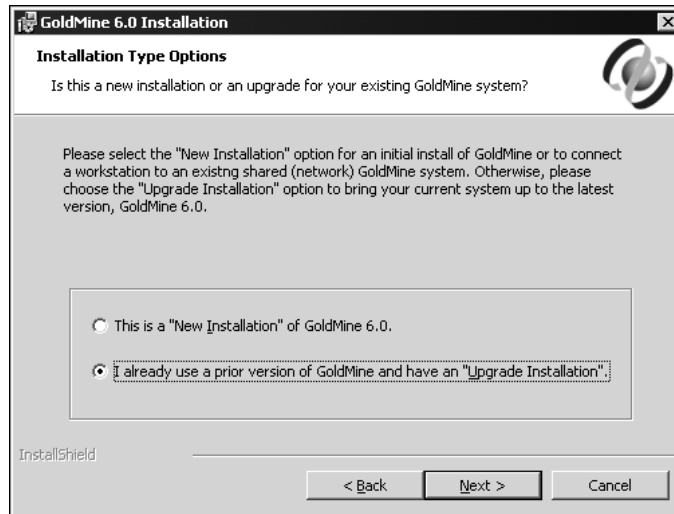 GoldMine 6.0 Installation
Installation Type Options
Is this a new installation or an upgrade for your existing GoldMine system?
Please select the "New Installation" option for an initial install of GoldMine or to connect
a workstation to an existng shared (network) GoldMine system. Otherwise, please
choose the "Upgrade Installation" option to bring your current system up to the latest
version, GoldMine 6.0.
This is a "New Installation" of GoldMine 6.0.
I already use a prior version of GoldMine and have an "Upgrade Installation".
InstallShield
< Back Next > Cancel